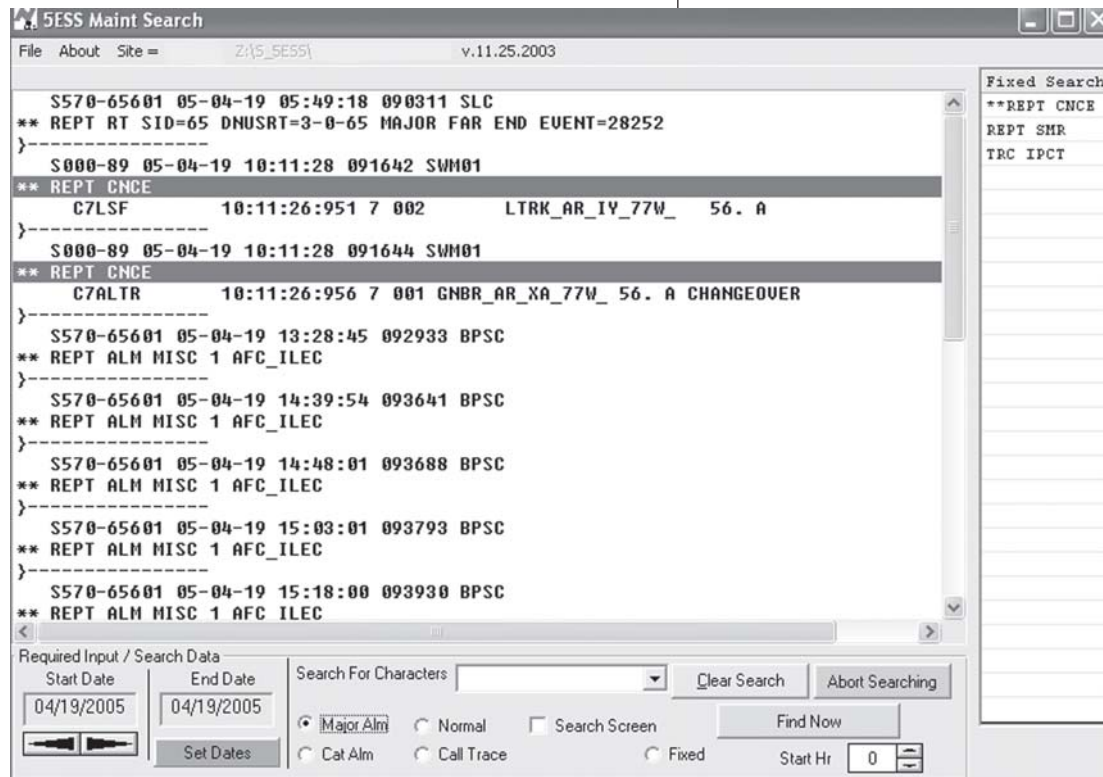 5ESS Maint Search
File About Site = Z:\5_5ESS\ v.11.25.2003
S570-65601 05-04-19 05:49:18 090311 SLC
** REPT RT SID=65 DNUSRT=3-0-65 MAJOR FAR END EVENT=28252
}----------------
S000-89 05-04-19 10:11:28 091642 SWM01
** REPT CNCE
C7LSF 10:11:26:951 7 002 LTRK_AR_IY_77W_ 56. A
}----------------
S000-89 05-04-19 10:11:28 091644 SWM01
** REPT CNCE
C7ALTR 10:11:26:956 7 001 GNBR_AR_XA_77W_ 56. A CHANGEOVER
}----------------
S570-65601 05-04-19 13:28:45 092933 BPSC
** REPT ALM MISC 1 AFC_ILEC
}----------------
S570-65601 05-04-19 14:39:54 093641 BPSC
** REPT ALM MISC 1 AFC_ILEC
}----------------
S570-65601 05-04-19 14:48:01 093688 BPSC
** REPT ALM MISC 1 AFC_ILEC
}----------------
S570-65601 05-04-19 15:03:01 093793 BPSC
** REPT ALM MISC 1 AFC_ILEC
}----------------
S570-65601 05-04-19 15:18:00 093930 BPSC
** REPT ALM MISC 1 AFC ILEC
Fixed Search
**REPT CNCE
REPT SMR
TRC IPCT
Required Input / Search Data
Start Date End Date
04/19/2005 04/19/2005
Set Dates
Search For Characters
Clear Search Abort Searching
Major Alm Normal Search Screen Find Now
Cat Alm Call Trace Fixed Start Hr 0